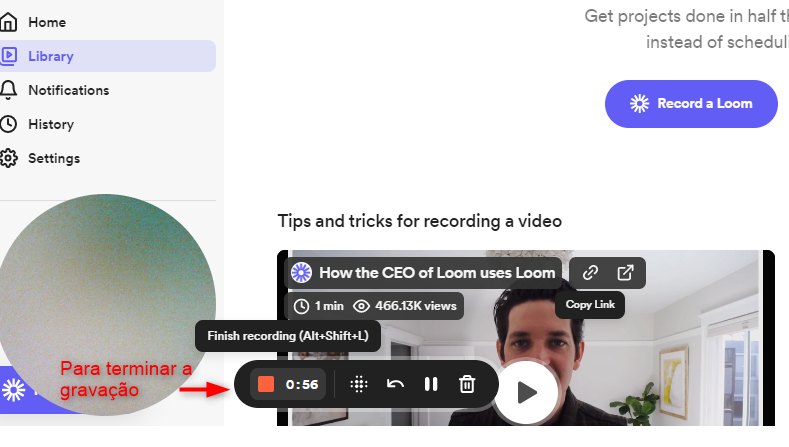 Home
Library
Notifications
History
Settings
Get projects done in half
instead of
Record a Loom
Tips and tricks for recording a video
How the CEO of Loom uses Loom
1 min 466.13K views
Copy Link
Finish recording (Alt+Shift+L)
Para terminar a
gravação
0:56